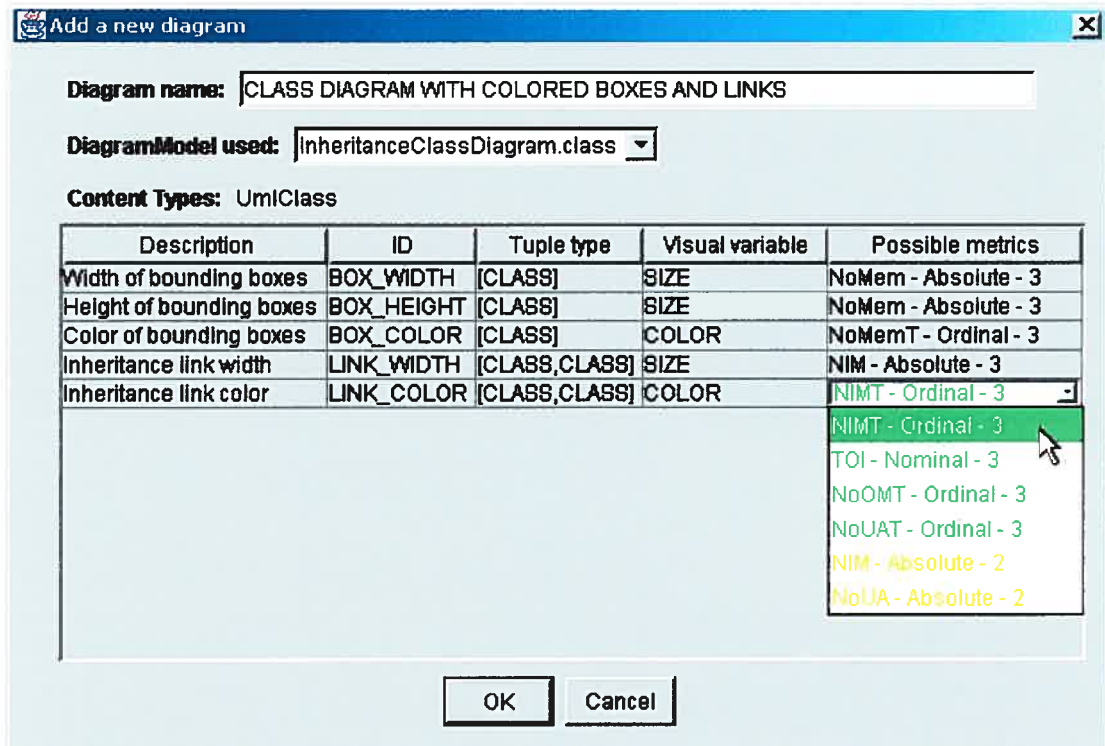 Add a new diagram
Diagram name: CLASS DIAGRAM WITH COLORED BOXES AND LINKS
DiagramModel used: InheritanceClassDiagram.class
Content Types: UmlClass
Description ID Tuple type Visual variable Possible metrics
Width of bounding boxes BOX_WIDTH [CLASS] SIZE NoMem - Absolute - 3
Height of bounding boxes BOX_HEIGHT [CLASS] SIZE NoMem - Absolute - 3
Color of bounding boxes BOX_COLOR [CLASS] COLOR NoMemT - Ordinal - 3
Inheritance link width LINK_WIDTH [CLASS,CLASS] SIZE NIM - Absolute - 3
Inheritance link color LINK_COLOR [CLASS,CLASS] COLOR NIMT - Ordinal - 3
NIMT - Ordinal - 3
TOI - Nominal - 3
NoOMT - Ordinal - 3
NoUAT - Ordinal - 3
NIM - Absolute - 2
NoUA - Absolute - 2
OK Cancel